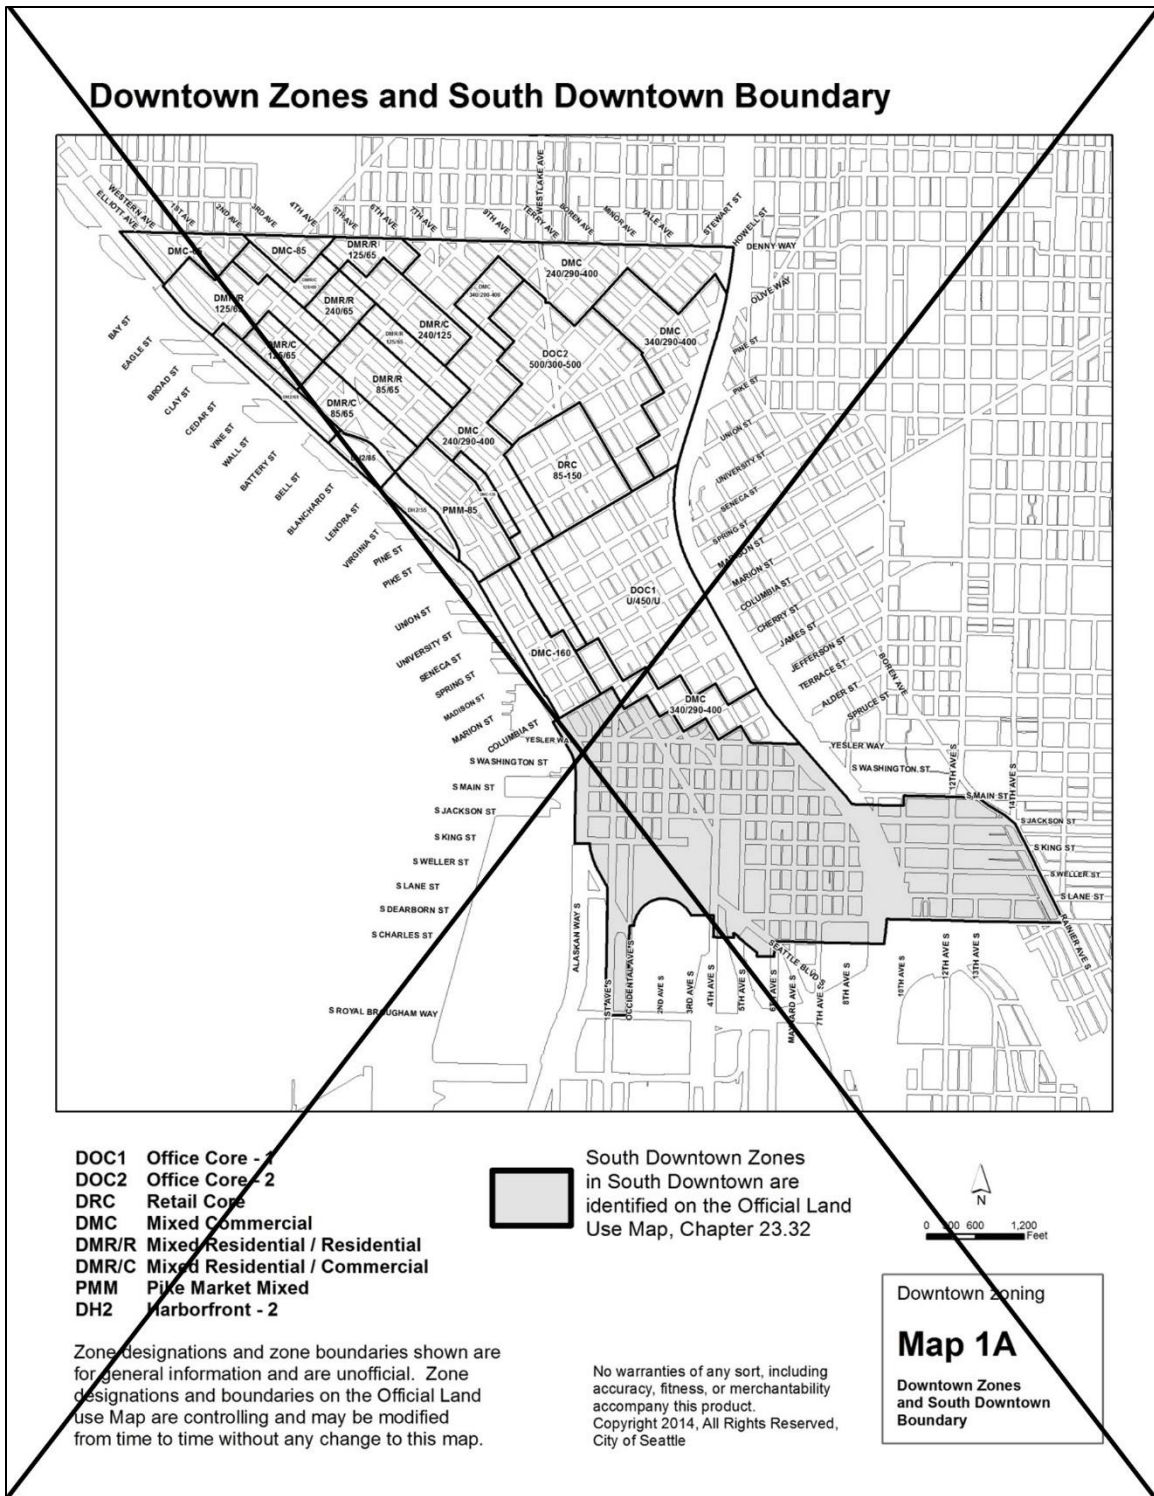 Downtown Zones and South Downtown Boundary
ELLIOTT AVE
WESTERN AVE
1ST AVE
2ND AVE
3RD AVE
4TH AVE
5TH AVE
6TH AVE
7TH AVE
9TH AVE
TERRY AVE
WESTLAKE AVE
BOREN AVE
MINOR AVE
YALE AVE
STEWART ST
HOWELL ST
DENNY WAY
OLIVE WAY
PINE ST
PIKE ST
UNION ST
UNIVERSITY ST
SENECA ST
SPRING ST
MADISON ST
MARION ST
COLUMBIA ST
CHERRY ST
JAMES ST
JEFFERSON ST
TERRACE ST
ALDER ST
SPRUCE ST
BOREN AVE
YESLER WAY
S WASHINGTON ST
12TH AVE S
14TH AVE S
S MAIN ST
S JACKSON ST
S KING ST
S WELLER ST
S LANE ST
RAINIER AVE S
DMC-85
DMR/R
125/65
DMC
240/290-400
DMC
340/290-400
DMR/R
125/65
DMR/R
240/65
DMR/C
240/125
DMR/R
125/65
DMC
340/290-400
DOC2
500/300-500
DMR/C
125/65
DMR/R
85/65
DMR/C
85/65
DMC
240/290-400
DRC
85-150
DH2/55
PMM-85
DOC1
U/450/U
DMC-160
DMC
340/290-400
BAY ST
EAGLE ST
BROAD ST
CLAY ST
CEDAR ST
VINE ST
WALL ST
BATTERY ST
BELL ST
BLANCHARD ST
LENORA ST
VIRGINIA ST
PINE ST
PIKE ST
UNION ST
UNIVERSITY ST
SENECA ST
SPRING ST
MADISON ST
MARION ST
COLUMBIA ST
YESLER WAY
S WASHINGTON ST
S MAIN ST
S JACKSON ST
S KING ST
S WELLER ST
S LANE ST
S DEARBORN ST
S CHARLES ST
S ROYAL BROUGHAM WAY
ALASKAN WAY S
1ST AVE S
OCCIDENTAL AVE S
2ND AVE S
3RD AVE S
4TH AVE S
5TH AVE S
6TH AVE S
MAYNARD AVE S
7TH AVE S
8TH AVE S
SEATTLE BLVD S
10TH AVE S
12TH AVE S
13TH AVE S
DOC1 Office Core - 1
DOC2 Office Core - 2
DRC Retail Core
DMC Mixed Commercial
DMR/R Mixed Residential / Residential
DMR/C Mixed Residential / Commercial
PMM Pike Market Mixed
DH2 Harborfront - 2
South Downtown Zones
in South Downtown are
identified on the Official Land
Use Map, Chapter 23.32
N
0 300 600 1,200
Feet
Zone designations and zone boundaries shown are
for general information and are unofficial. Zone
designations and boundaries on the Official Land
use Map are controlling and may be modified
from time to time without any change to this map.
No warranties of any sort, including
accuracy, fitness, or merchantability
accompany this product.
Copyright 2014, All Rights Reserved,
City of Seattle
Downtown zoning
Map 1A
Downtown Zones
and South Downtown
Boundary